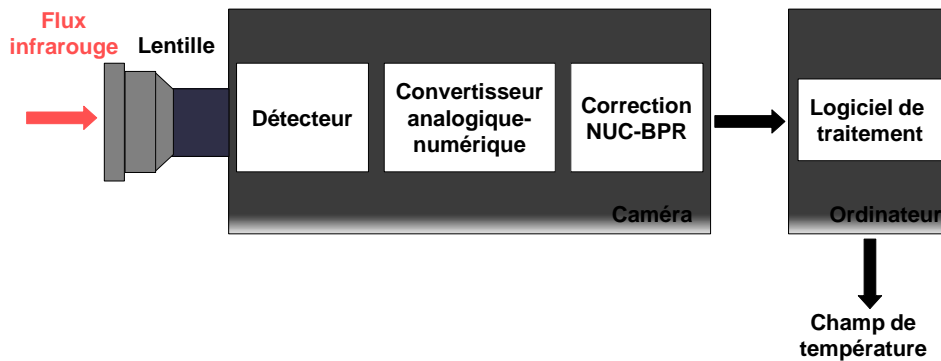 Flux
infrarouge
Lentille
Détecteur
Convertisseur
analogique-
numérique
Correction
NUC-BPR
Caméra
Logiciel de
traitement
Ordinateur
Champ de
température